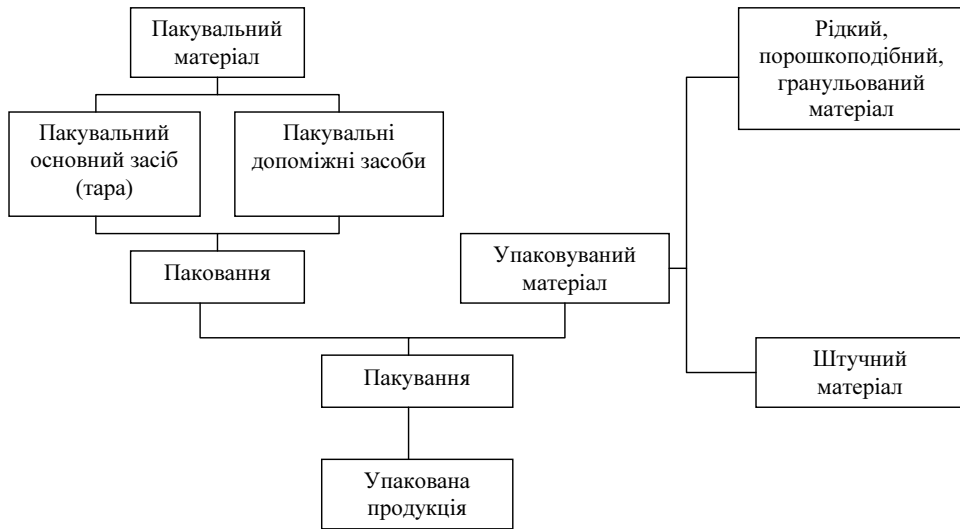 Пакувальний
матеріал
Рідкий,
порошкоподібний,
гранульований
матеріал
Пакувальний
основний засіб
(тара)
Пакувальні
допоміжні засоби
Паковання
Упаковуваний
матеріал
Пакування
Штучний
матеріал
Упакована
продукція